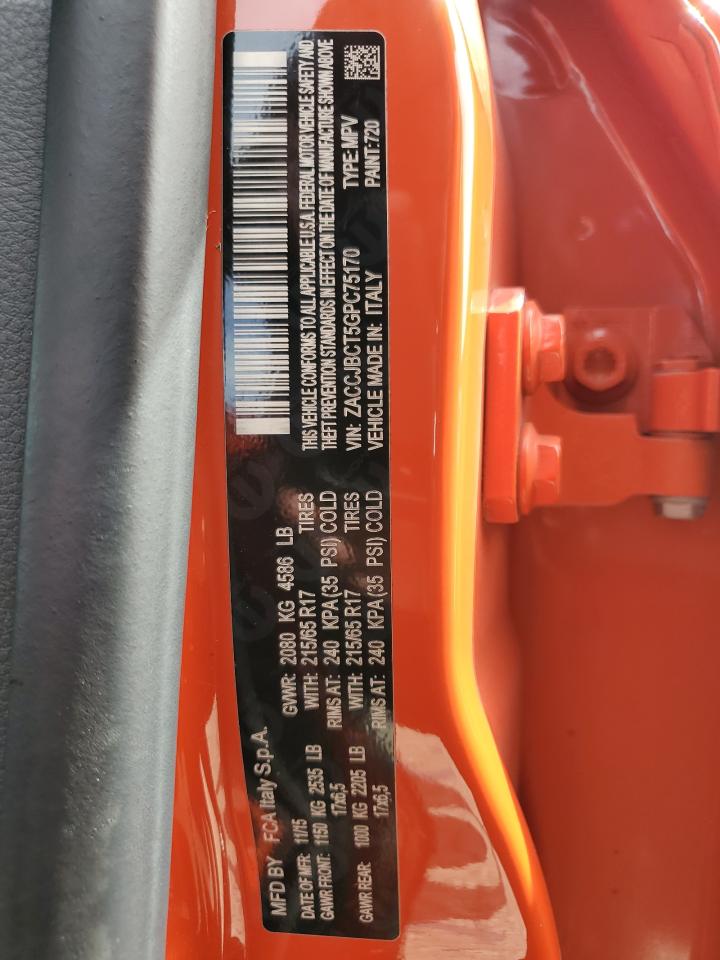 MFD BY FCA Italy S.p.A.
DATE OF MFR: 11/15 GVWR: 2080 KG 4586 LB
GAWR FRONT: 1150 KG 2535 LB WITH: 215/65 R17 TIRES
17x6,5 RIMS AT: 240 KPA (35 PSI) COLD
GAWR REAR: 1000 KG 2205 LB WITH: 215/65 R17 TIRES
17x6,5 RIMS AT: 240 KPA (35 PSI) COLD
THIS VEHICLE CONFORMS TO ALL APPLICABLE U.S.A. FEDERAL MOTOR VEHICLE SAFETY AND
THEFT PREVENTION STANDARDS IN EFFECT ON THE DATE OF MANUFACTURE SHOWN ABOVE
VIN: ZACCJBCT5GPC75170 TYPE: MPV
VEHICLE MADE IN: ITALY PAINT: 720